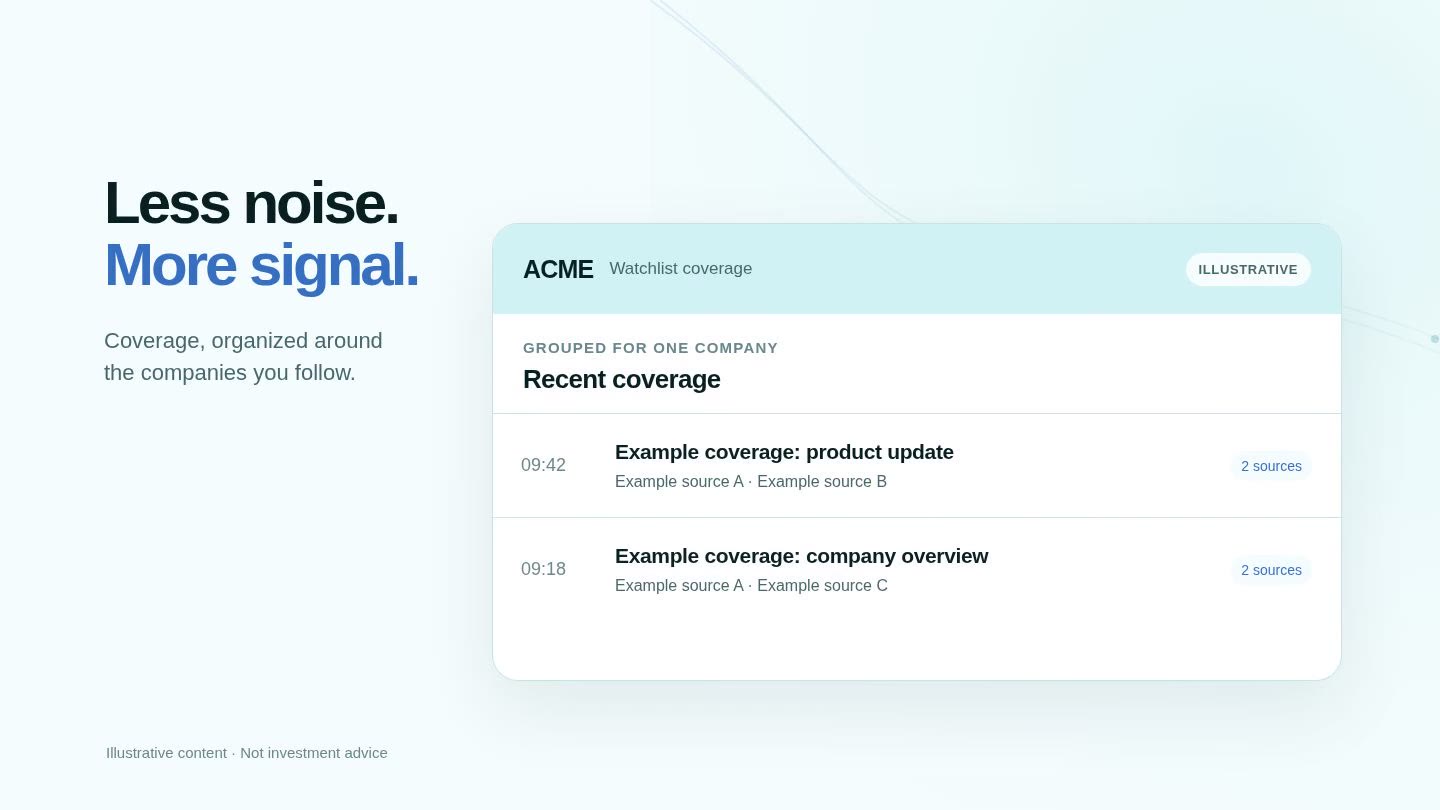 Less noise.
More signal.
Coverage, organized around
the companies you follow.
ACME
Watchlist coverage
ILLUSTRATIVE
GROUPED FOR ONE COMPANY
Recent coverage
09:42
Example coverage: product update
Example source A · Example source B
2 sources
09:18
Example coverage: company overview
Example source A · Example source C
2 sources
Illustrative content · Not investment advice